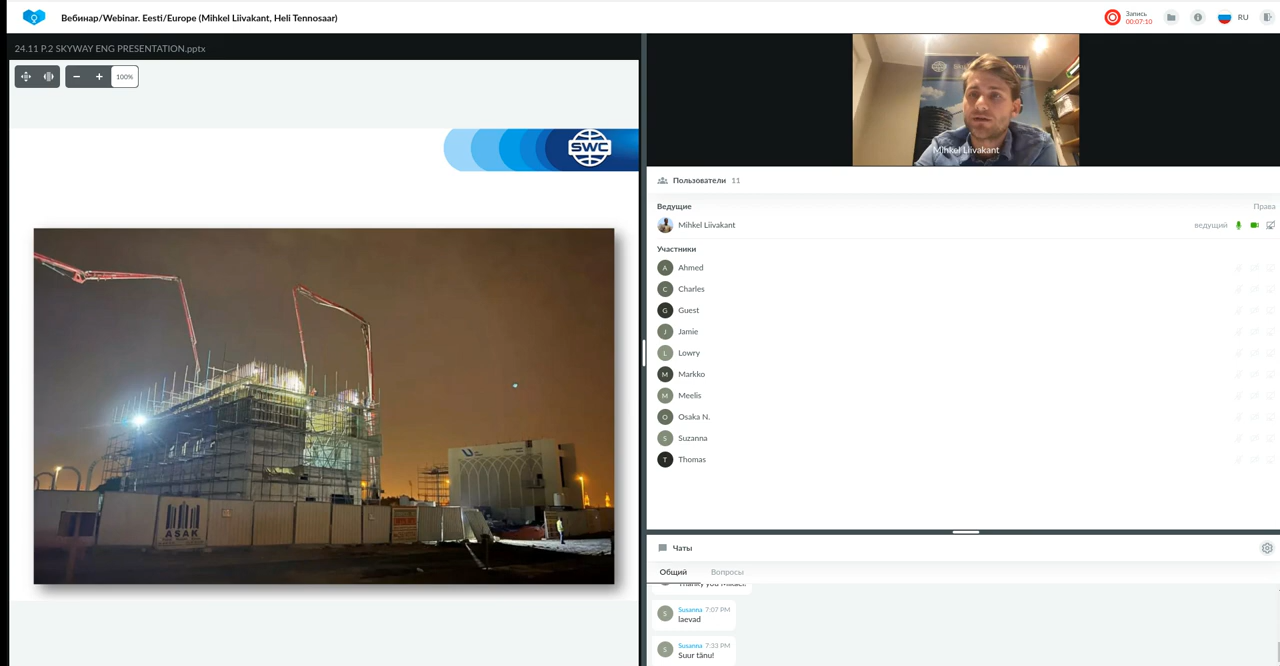 Вебинар/Webinar. Eesti/Europe (Mihkel Liivakant, Heli Tennosaar)
Запись
00:07:10
RU
24.11 P.2 SKYWAY ENG PRESENTATION.pptx
100%
SWC
ASAK
Mihkel Liivakant
Пользователи 11
Ведущие
Права
Mihkel Liivakant
ведущий
Участники
A Ahmed
C Charles
G Guest
J Jamie
L Lowry
M Markko
M Meelis
O Osaka N.
S Suzanna
T Thomas
Чаты
Общий
Вопросы
S Susanna 7:07 PM
laevad
S Susanna 7:33 PM
Suur tänu!